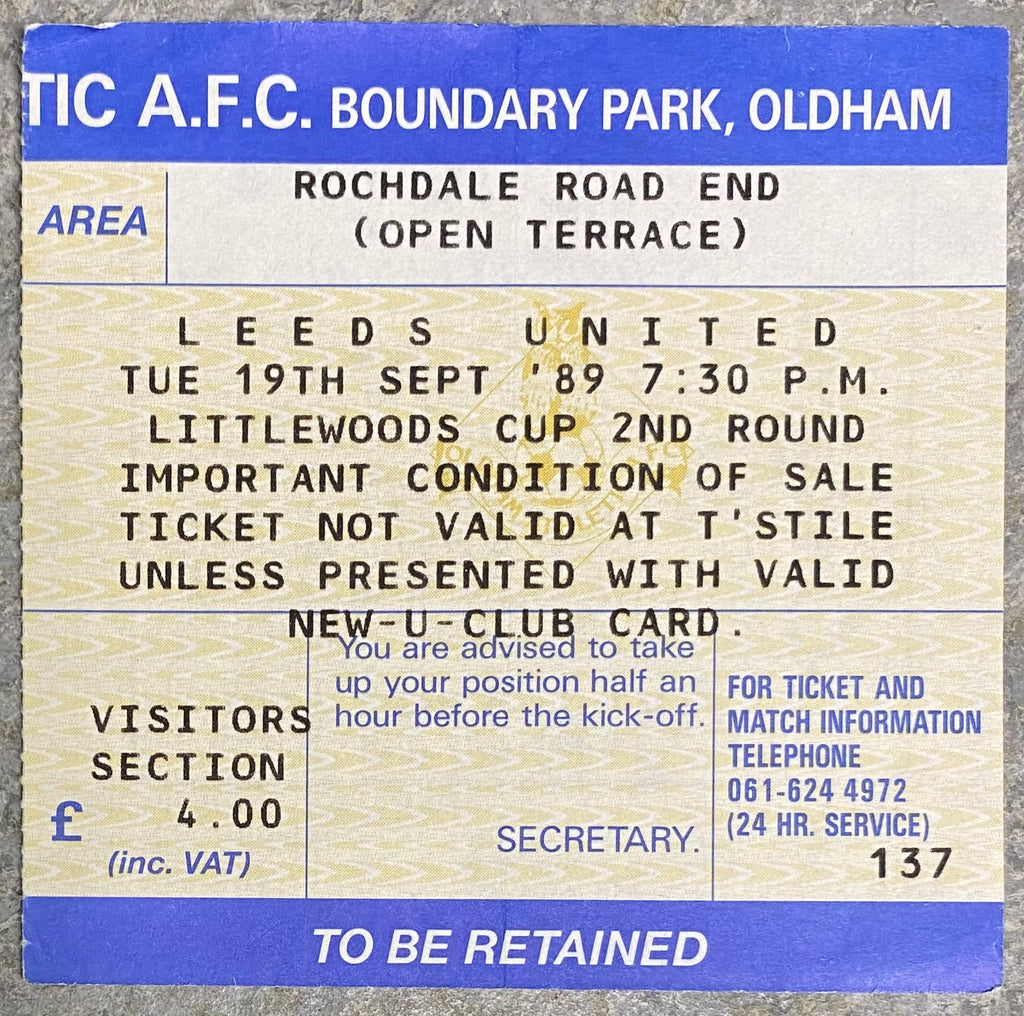 TIC A.F.C. BOUNDARY PARK, OLDHAM
AREA
ROCHDALE ROAD END
(OPEN TERRACE)
LEEDS UNITED
TUE 19TH SEPT '89 7:30 P.M.
LITTLEWOODS CUP 2ND ROUND
IMPORTANT CONDITION OF SALE
TICKET NOT VALID AT T'STILE
UNLESS PRESENTED WITH VALID
NEW-U-CLUB CARD.
VISITORS
SECTION
£ 4.00
(inc. VAT)
You are advised to take
up your position half an
hour before the kick-off.
SECRETARY.
FOR TICKET AND
MATCH INFORMATION
TELEPHONE
061-624 4972
(24 HR. SERVICE)
137
TO BE RETAINED